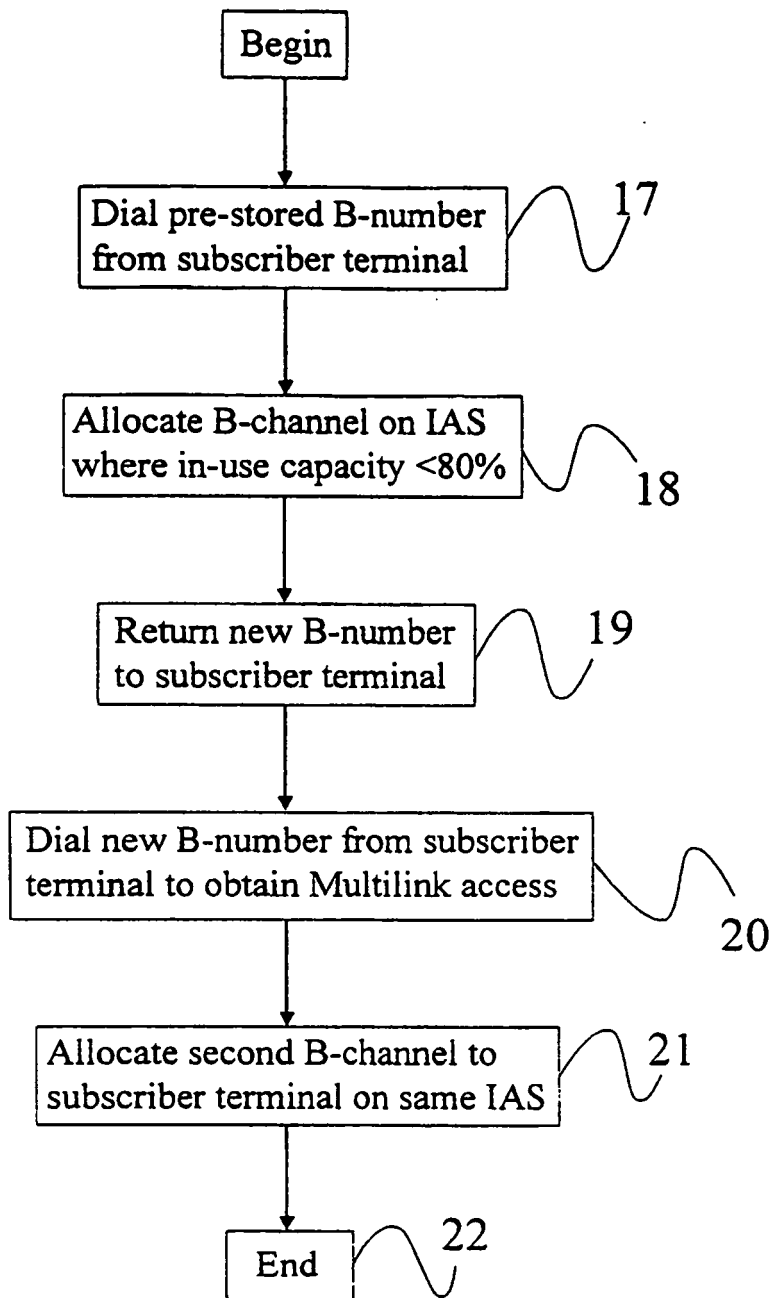 Begin
Dial pre-stored B-number
from subscriber terminal
17
Allocate B-channel on IAS
where in-use capacity <80%
18
Return new B-number
to subscriber terminal
19
Dial new B-number from subscriber
terminal to obtain Multilink access
20
Allocate second B-channel to
subscriber terminal on same IAS
21
End
22